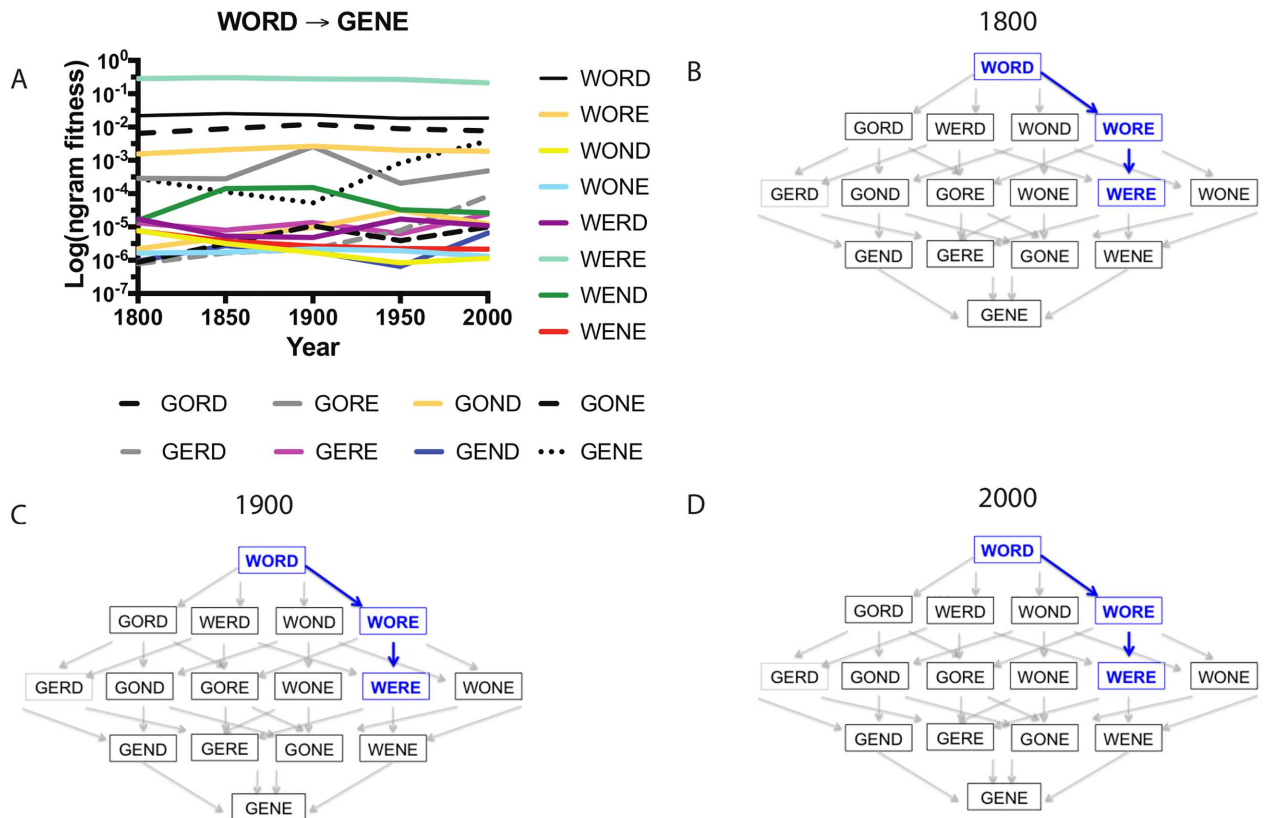 WORD → GENE
A
Log(ngram fitness)
10^0
10^-1
10^-2
10^-3
10^-4
10^-5
10^-6
10^-7
1800 1850 1900 1950 2000
Year
WORD
WORE
WOND
WONE
WERD
WERE
WEND
WENE
GORD GORE GOND GONE
GERD GERE GEND GENE
B
1800
WORD
GORD WERD WOND WORE
GERD GOND GORE WONE WERE WONE
GEND GERE GONE WENE
GENE
C
1900
WORD
GORD WERD WOND WORE
GERD GOND GORE WONE WERE WONE
GEND GERE GONE WENE
GENE
D
2000
WORD
GORD WERD WOND WORE
GERD GOND GORE WONE WERE WONE
GEND GERE GONE WENE
GENE